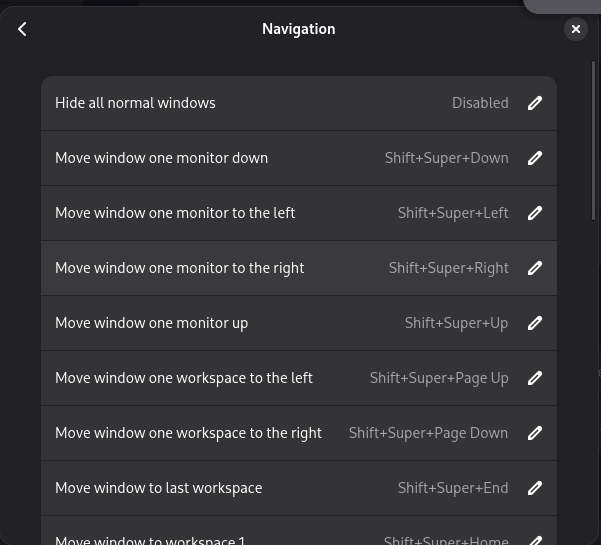 Navigation
Hide all normal windows Disabled
Move window one monitor down Shift+Super+Down
Move window one monitor to the left Shift+Super+Left
Move window one monitor to the right Shift+Super+Right
Move window one monitor up Shift+Super+Up
Move window one workspace to the left Shift+Super+Page Up
Move window one workspace to the right Shift+Super+Page Down
Move window to last workspace Shift+Super+End
Move window to workspace 1 Shift+Super+Home